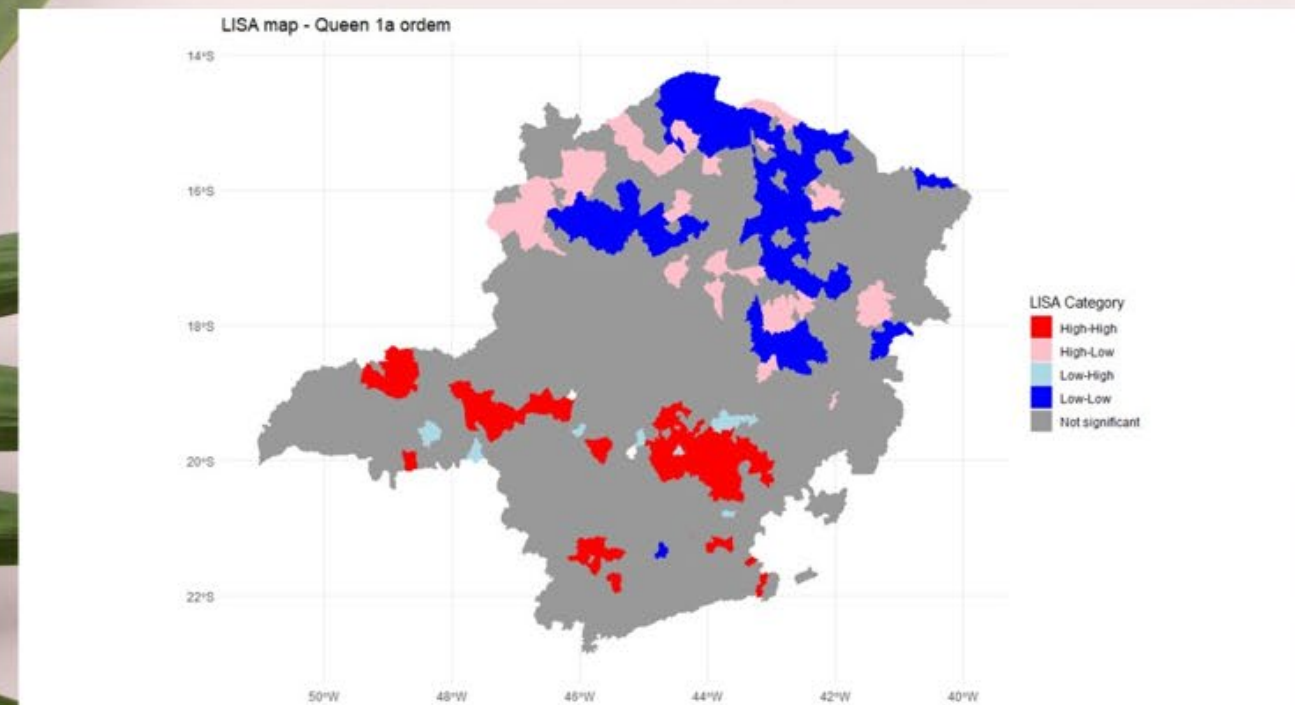 LISA map - Queen 1a ordem
14°S
16°S
18°S
20°S
22°S
50°W 48°W 46°W 44°W 42°W 40°W
LISA Category
High-High
High-Low
Low-High
Low-Low
Not significant